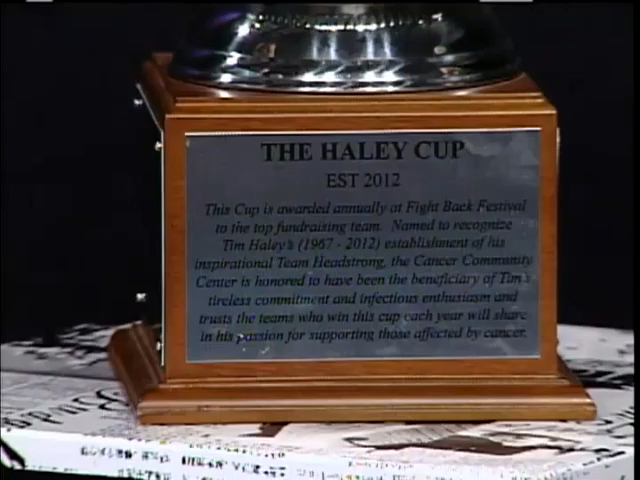 THE HALEY CUP
EST 2012
This Cup is awarded annually at Fight Back Festival
to the top fundraising team. Named to recognize
Tim Haley's (1967 - 2012) establishment of his
inspirational Team Headstrong, the Cancer Community
Center is honored to have been the beneficiary of Tim's
tireless commitment and infectious enthusiasm and
trusts the teams who win this cup each year will share
in his passion for supporting those affected by cancer.